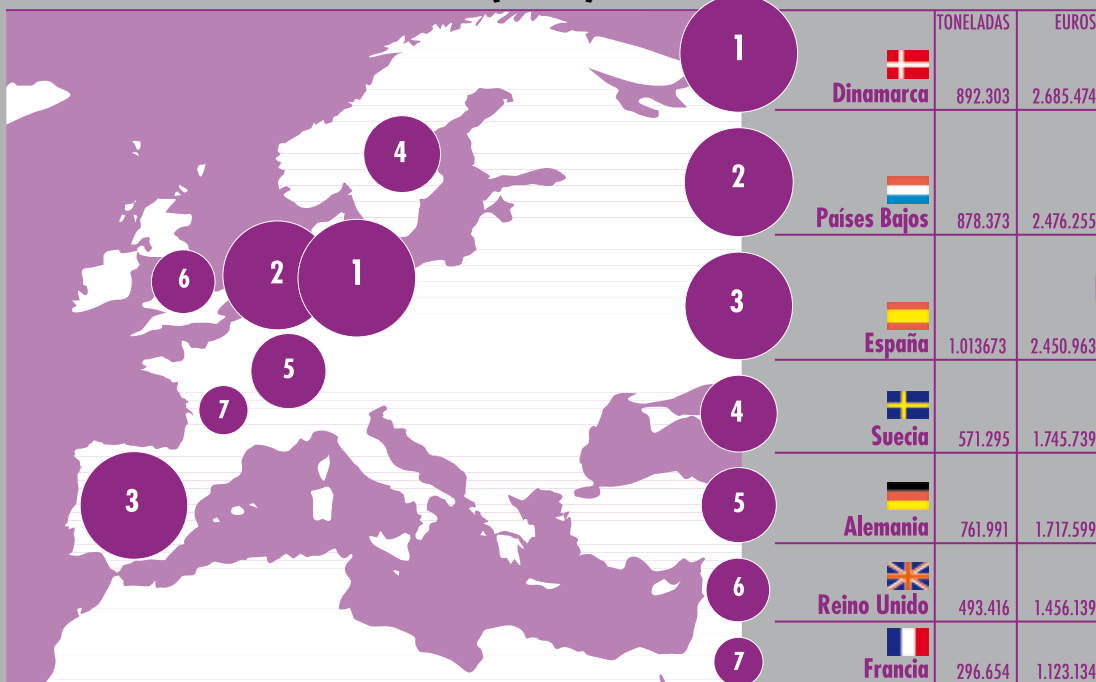 TONELADAS EUROS
1 Dinamarca 892.303 2.685.474
2 Países Bajos 878.373 2.476.255
3 España 1.013673 2.450.963
4 Suecia 571.295 1.745.739
5 Alemania 761.991 1.717.599
6 Reino Unido 493.416 1.456.139
7 Francia 296.654 1.123.134
4
6 2 1
5
7
3